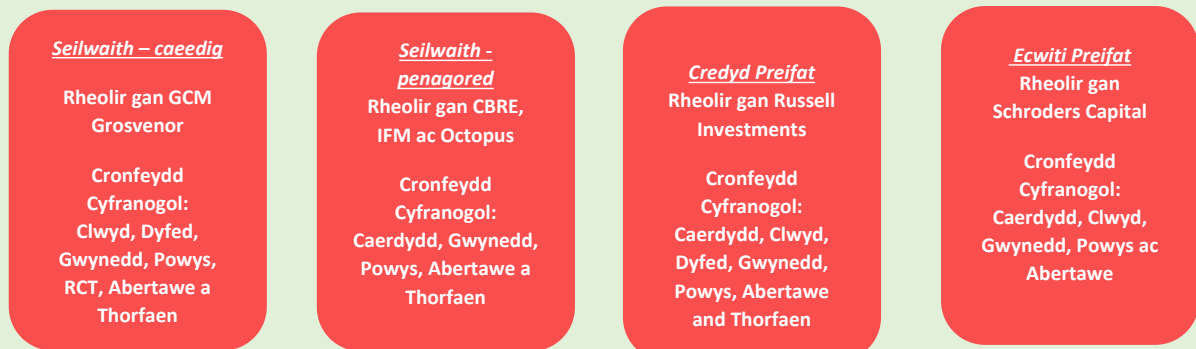 Seilwaith – caeedig
Rheolir gan GCM
Grosvenor
Cronfeydd
Cyfranogol:
Clwyd, Dyfed,
Gwynedd, Powys,
RCT, Abertawe a
Thorfaen
Seilwaith -
penagored
Rheolir gan CBRE,
IFM ac Octopus
Cronfeydd
Cyfranogol:
Caerdydd, Gwynedd,
Powys, Abertawe a
Thorfaen
Credyd Preifat
Rheolir gan Russell
Investments
Cronfeydd
Cyfranogol:
Caerdydd, Clwyd,
Dyfed, Gwynedd,
Powys, Abertawe
and Thorfaen
Ecwiti Preifat
Rheolir gan
Schroders Capital
Cronfeydd
Cyfranogol:
Caerdydd, Clwyd,
Gwynedd, Powys ac
Abertawe